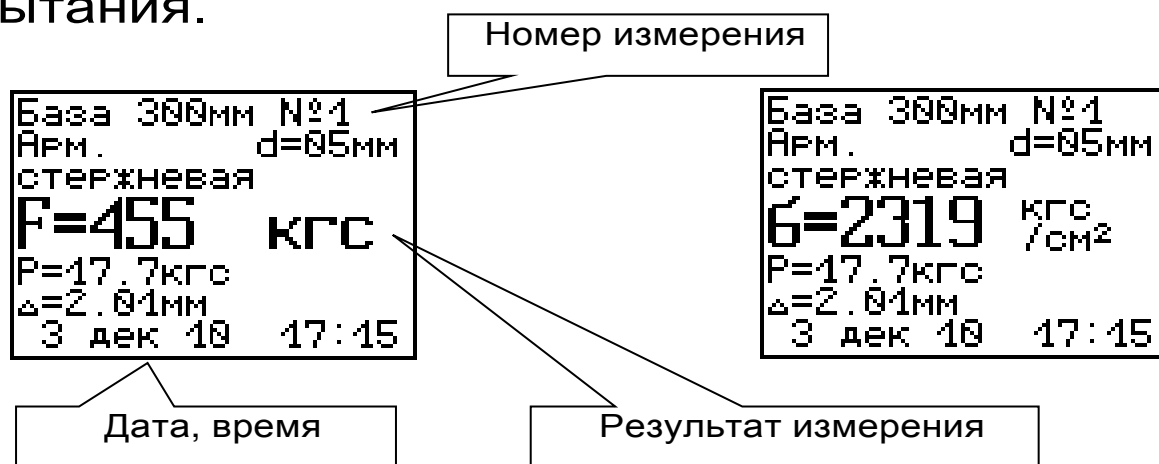 ытания.
Номер измерения
База 300мм №1
Арм. d=05мм
стержневая
F=455 кгс
P=17.7кгс
△=2.01мм
3 дек 10 17:15
База 300мм №1
Арм. d=05мм
стержневая
б=2319 кгс/см²
P=17.7кгс
△=2.01мм
3 дек 10 17:15
Дата, время
Результат измерения